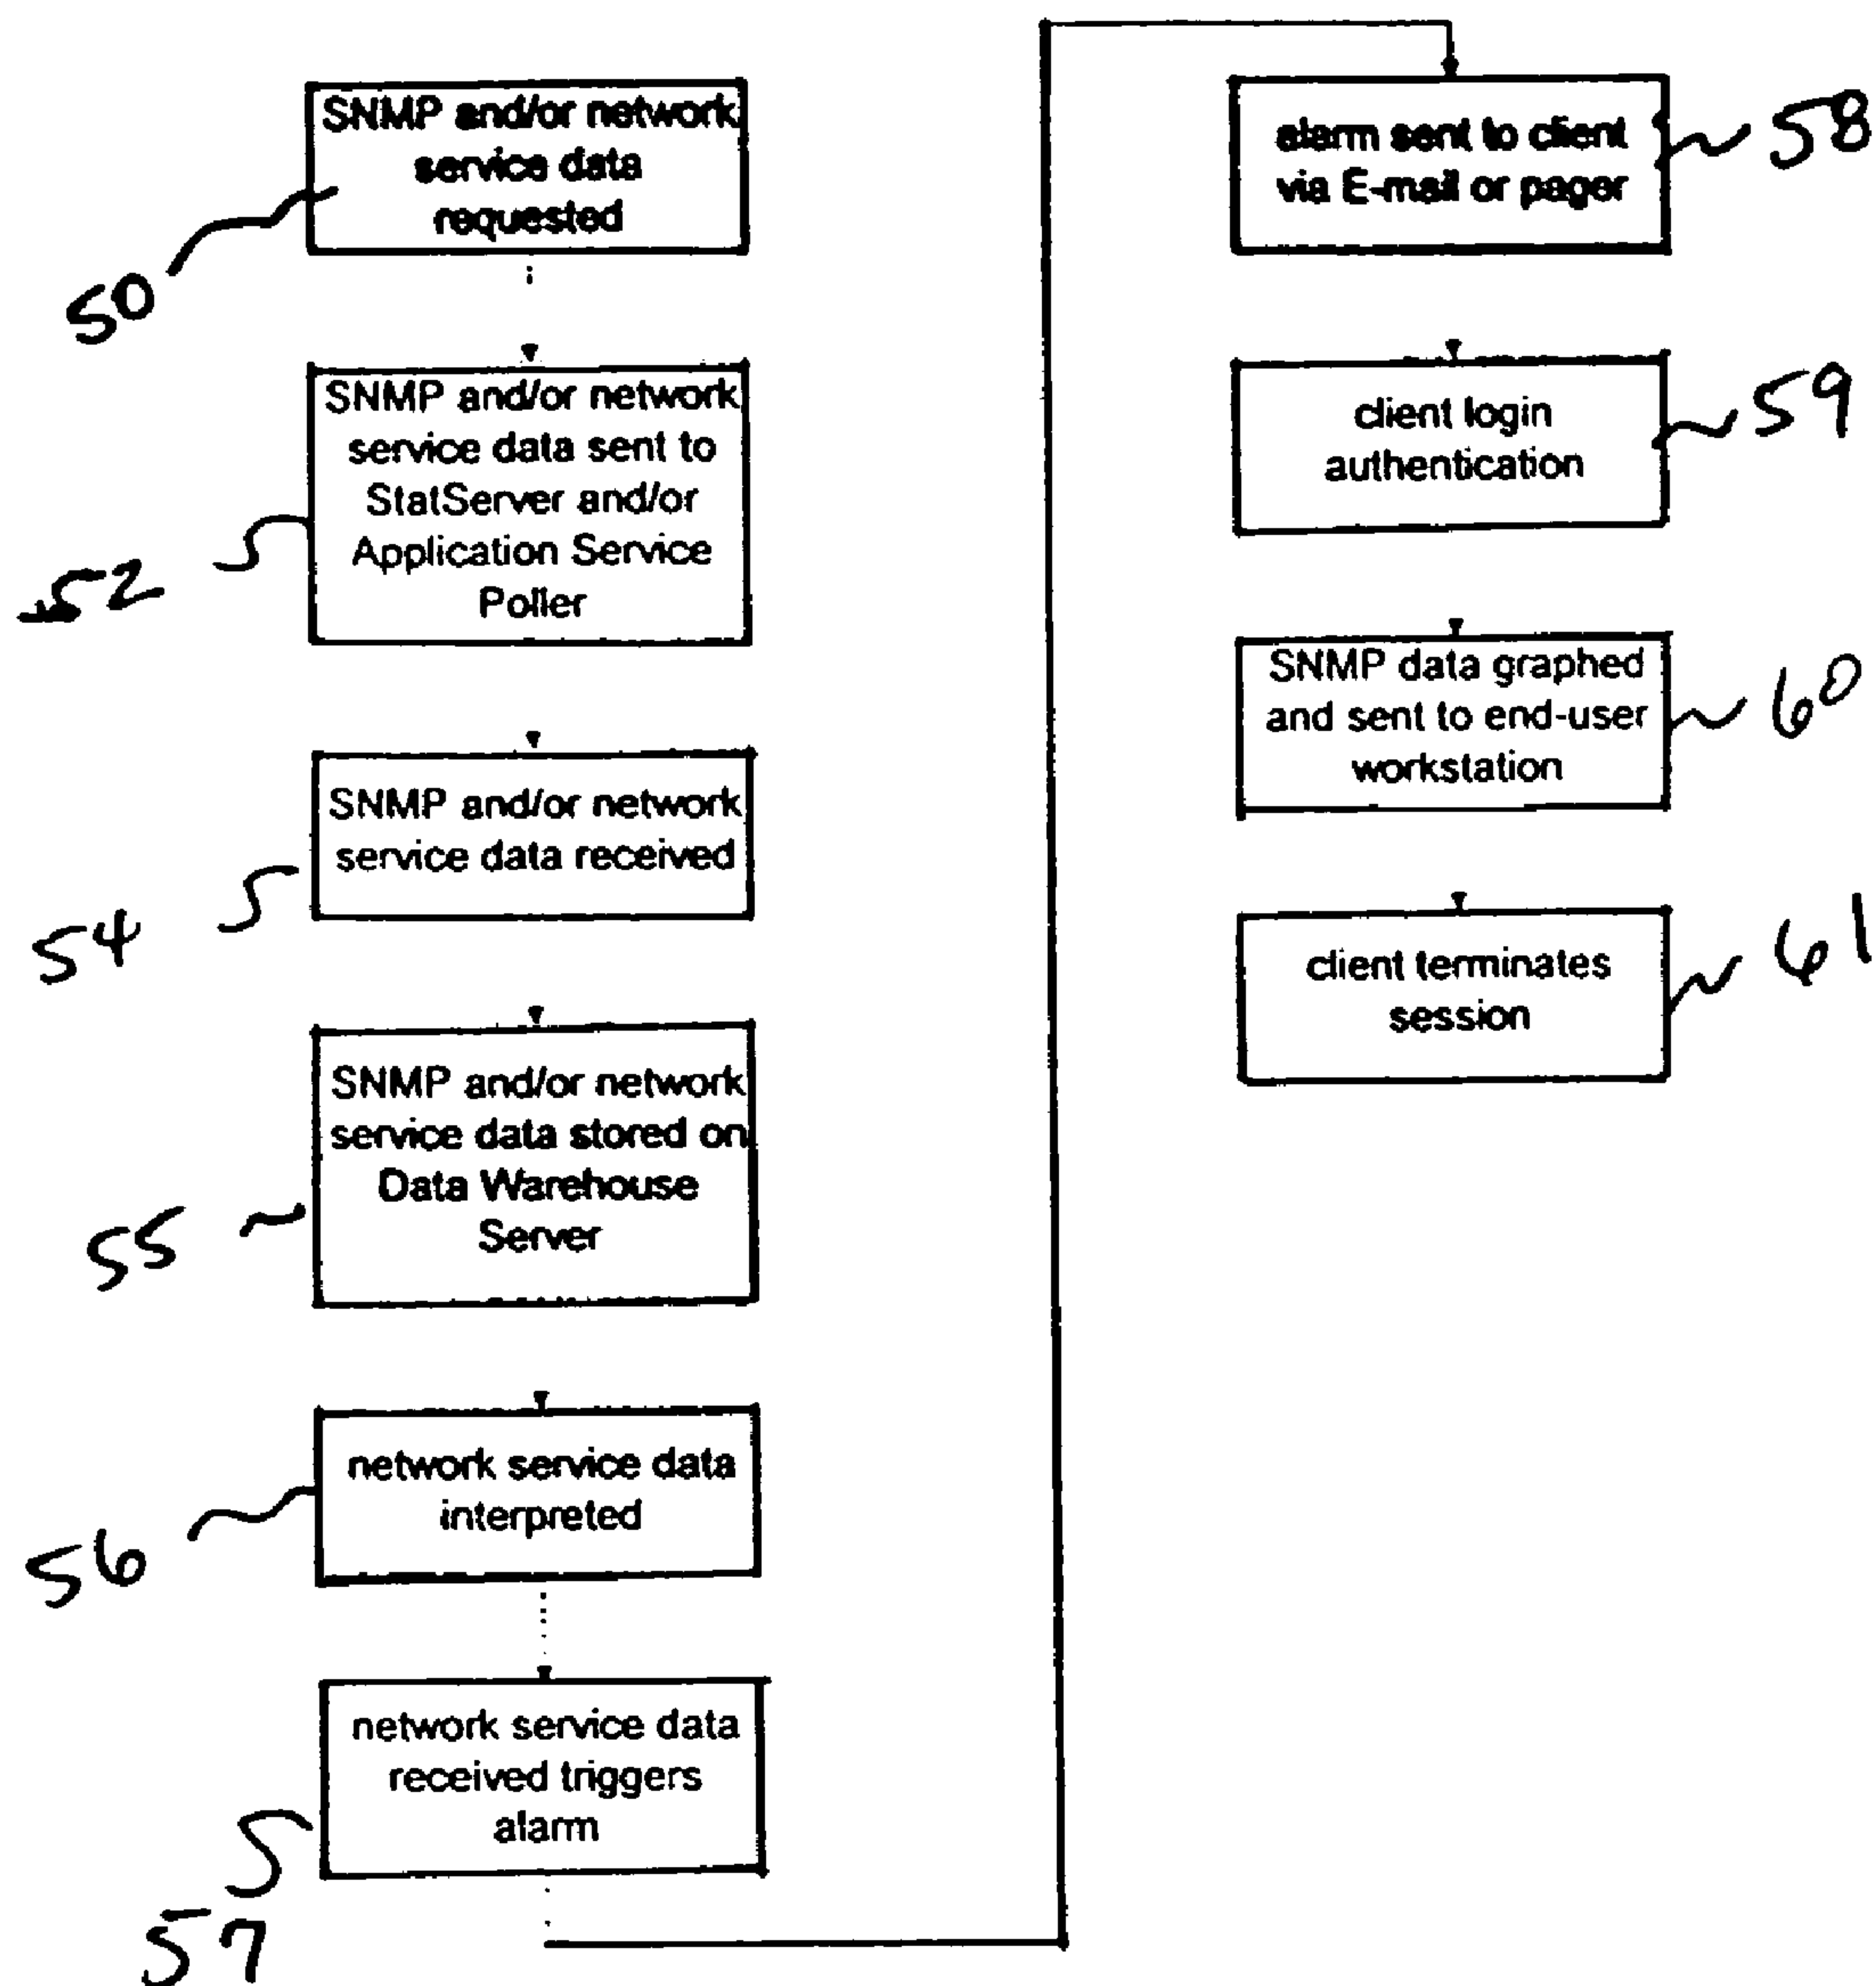 SNMP and/or network
service data
requested
50
SNMP and/or network
service data sent to
StatServer and/or
Application Service
Poller
52
SNMP and/or network
service data received
54
SNMP and/or network
service data stored on
Data Warehouse
Server
55
network service data
interpreted
56
network service data
received triggers
alarm
57
alarm sent to client
via E-mail or pager
58
client login
authentication
59
SNMP data graphed
and sent to end-user
workstation
60
client terminates
session
61